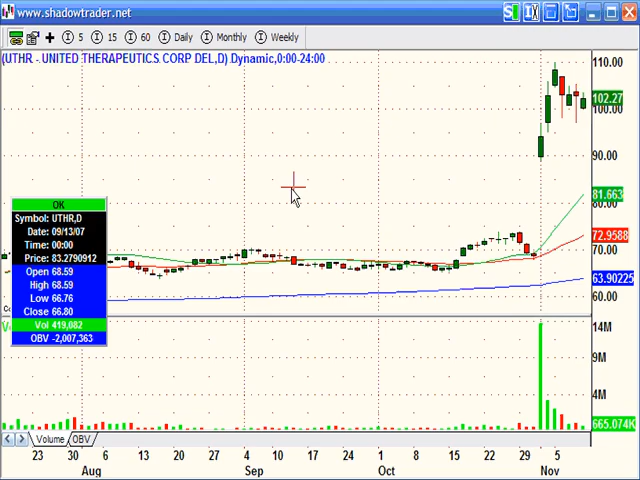 www.shadowtrader.net
5 15 60 Daily Monthly Weekly
(UTHR - UNITED THERAPEUTICS CORP DEL,D) Dynamic,0:00-24:00
110.00
102.27
100.00
90.00
80.00
81.663
72.9588
70.00
63.90225
60.00
OK
Symbol: UTHR,D
Date: 09/13/07
Time: 00:00
Price: 83.2790912
Open 68.59
High 68.59
Low 66.76
Close 66.80
Vol 419,082
OBV -2,007,363
14M
9M
4M
665.074K
Volume OBV
23 30 6 13 20 27 4 10 17 24 1 8 15 22 29 5
Aug Sep Oct Nov